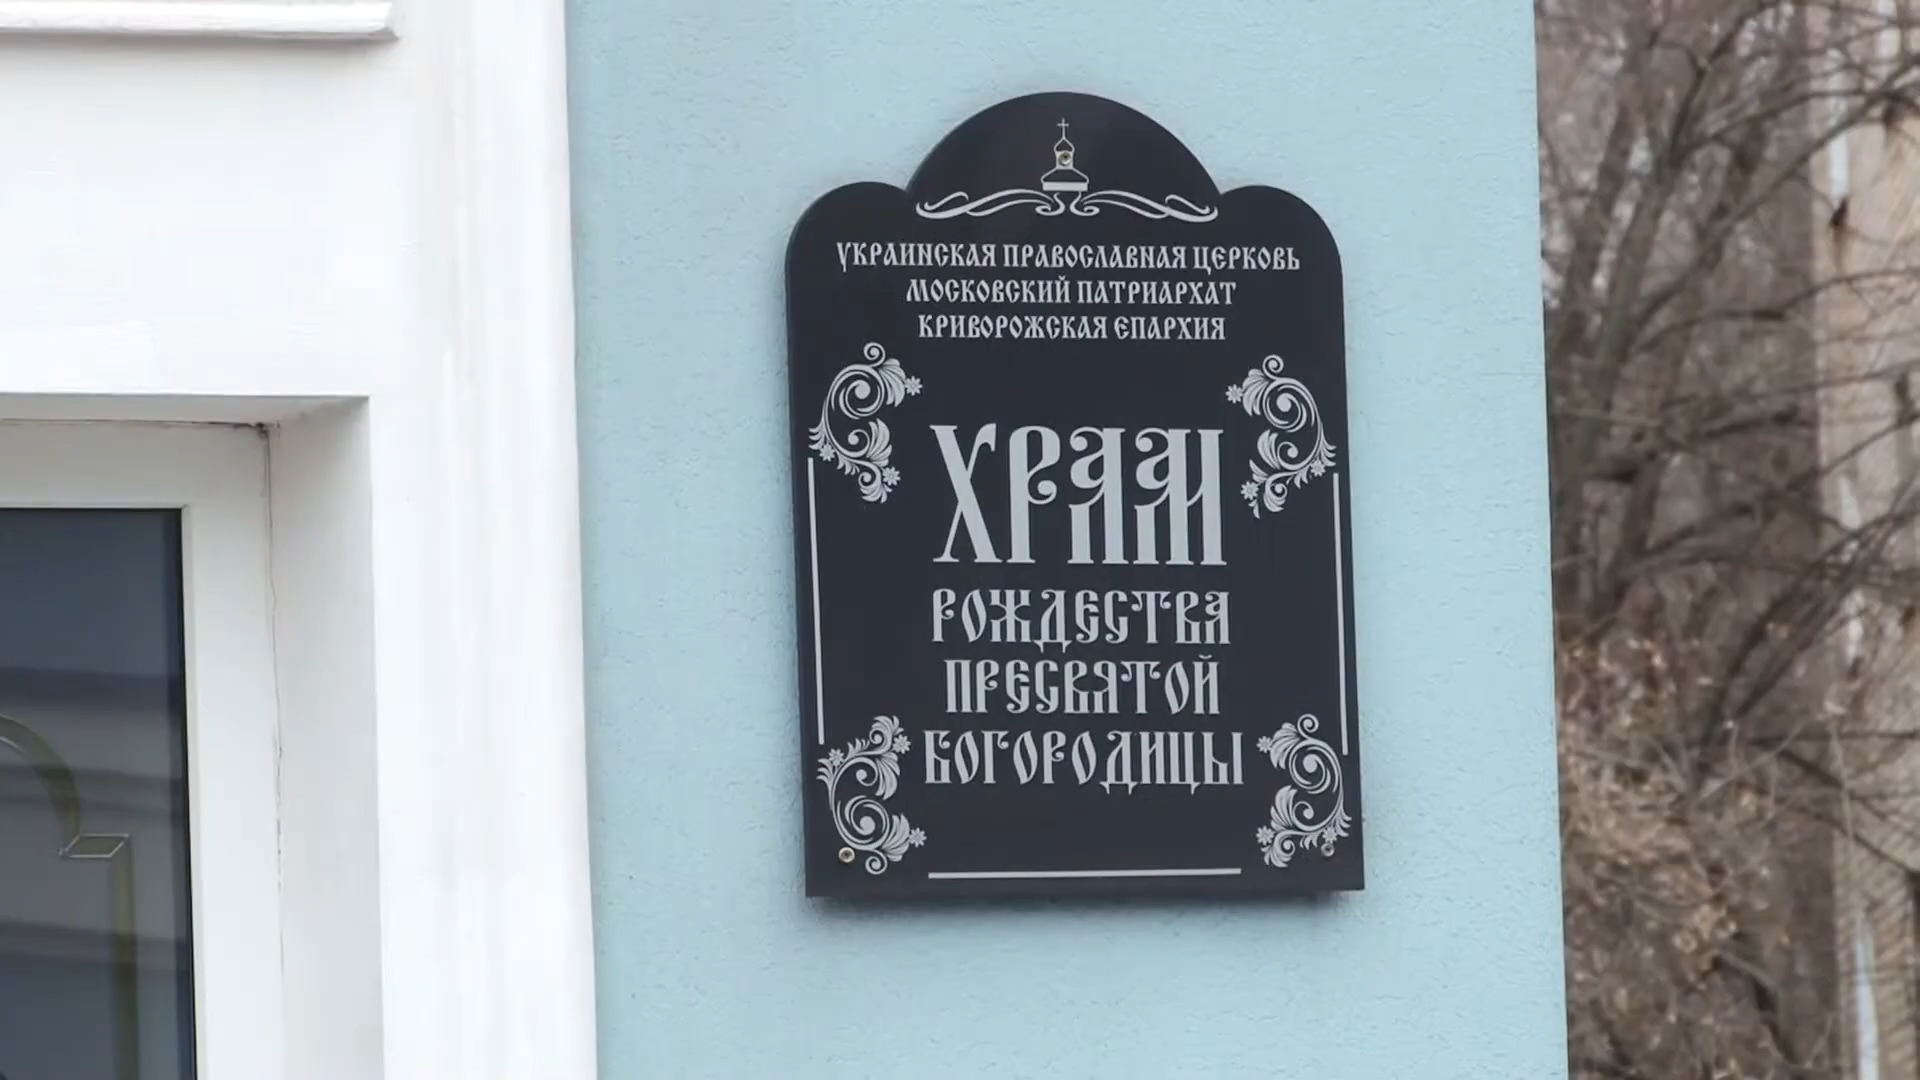 УКРАИНСКАЯ ПРАВОСЛАВНАЯ ЦЕРКОВЬ
МОСКОВСКИЙ ПАТРИАРХАТ
КРИВОРОЖСКАЯ ЕПАРХИЯ
ХРАМ
РОЖДЕСТВА
ПРЕСВЯТОЙ
БОГОРОДИЦЫ